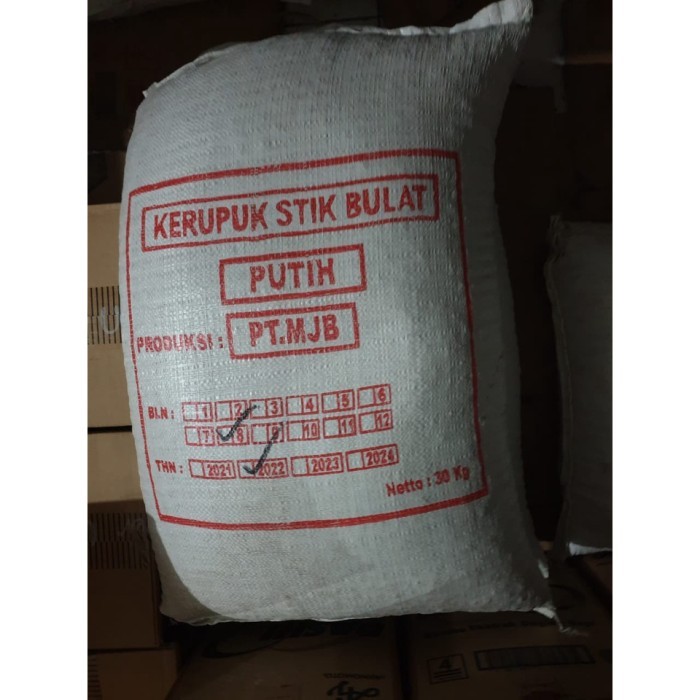 KERUPUK STIK BULAT
PUTIH
PRODUKSI : PT.MJB
BLN : 1 2 3 4 5 6
7 8 9 10 11 12
THN : 2021 2022 2023 2024
Netto : 30 Kg
4